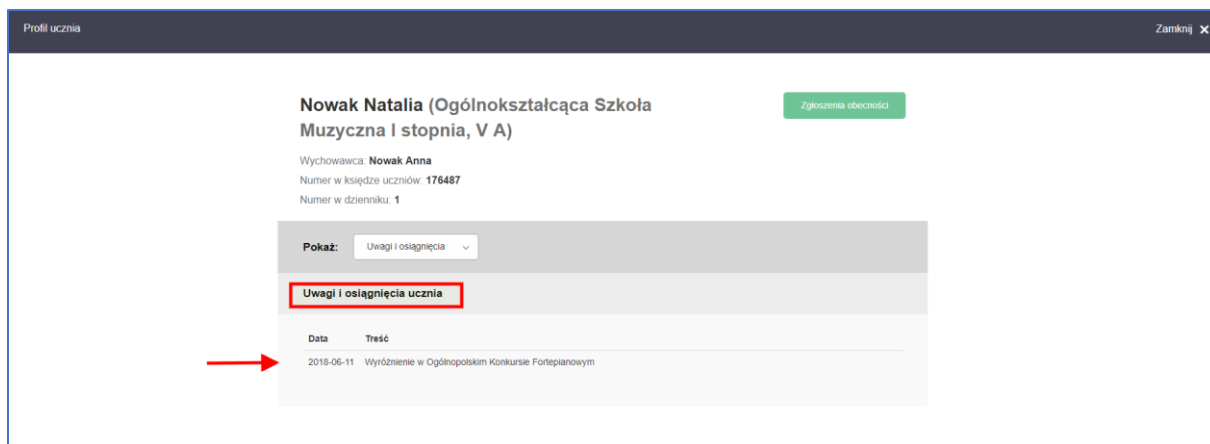 Profil ucznia
Zamknij ×
Nowak Natalia (Ogólnokształcąca Szkoła
Muzyczna I stopnia, V A)
Zgłoszenia obecności
Wychowawca: Nowak Anna
Numer w księdze uczniów: 176487
Numer w dzienniku: 1
Pokaż: Uwagi i osiągnięcia
Uwagi i osiągnięcia ucznia
Data Treść
2018-06-11 Wyróżnienie w Ogólnopolskim Konkursie Fortepianowym